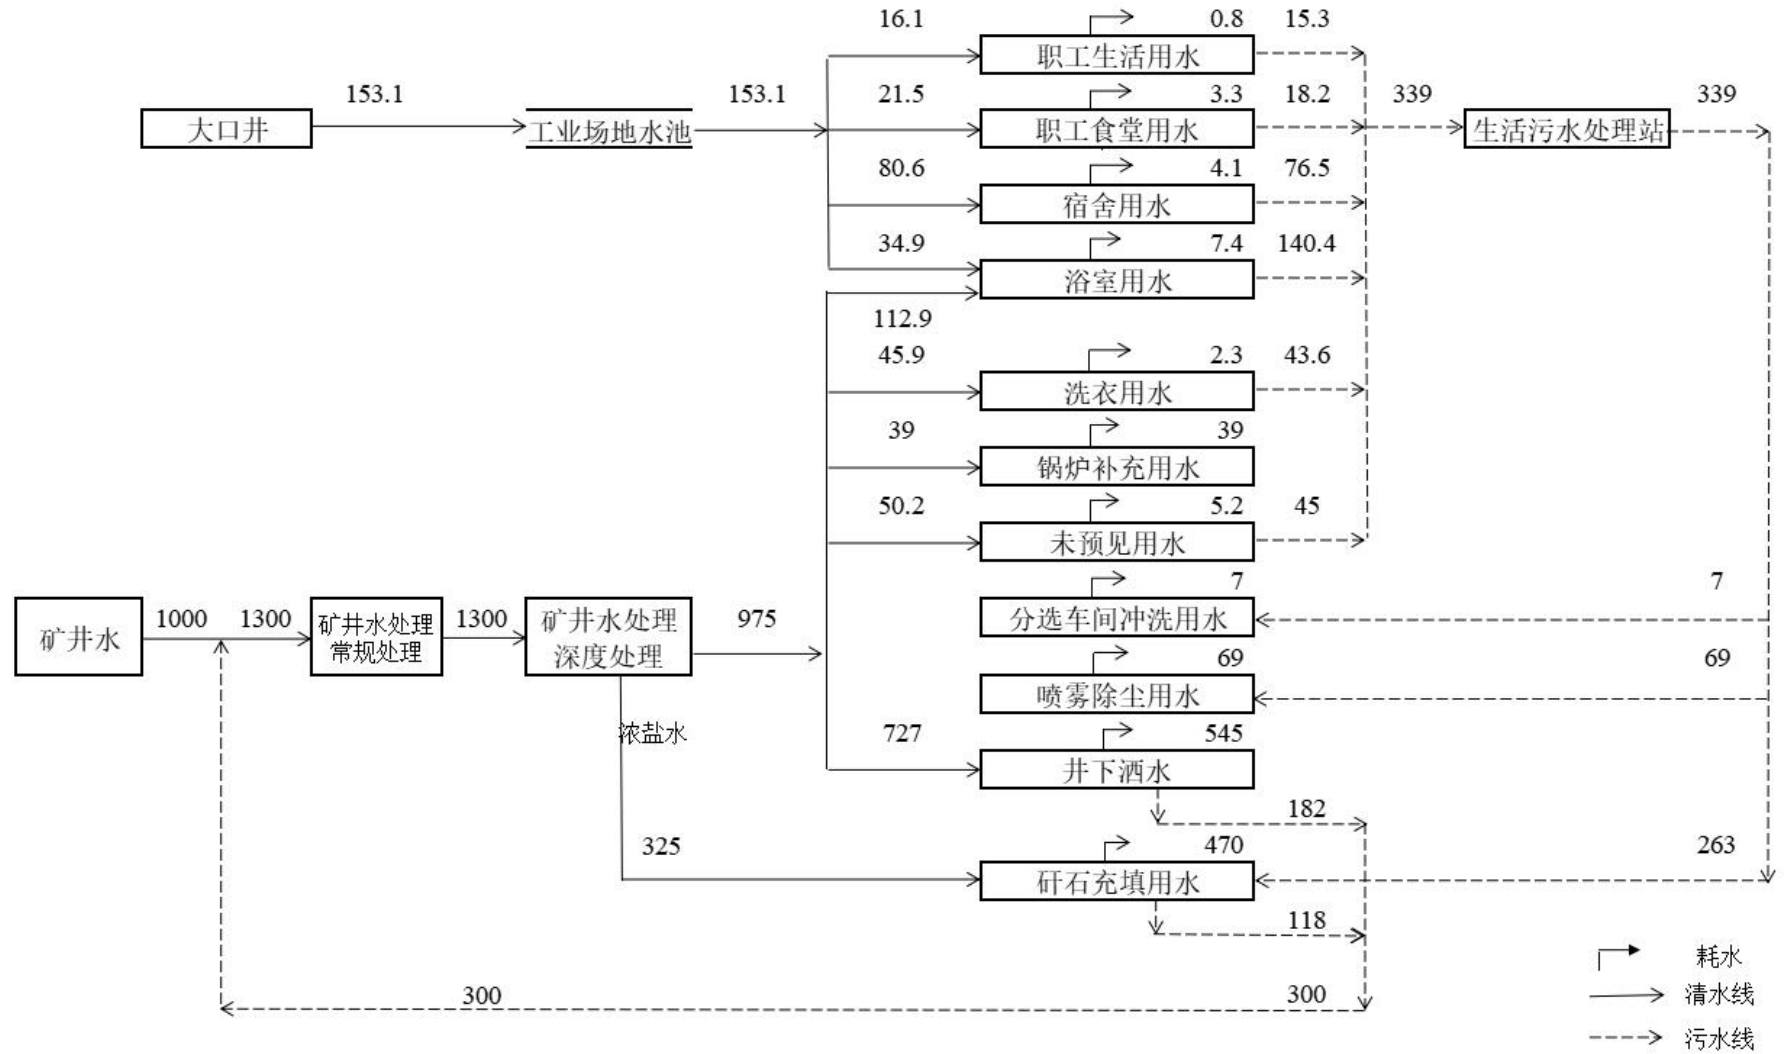 16.1 0.8 15.3
职工生活用水
153.1 153.1 21.5 3.3 18.2 339 339
大口井 工业场地水池 职工食堂用水 生活污水处理站
80.6 4.1 76.5
宿舍用水
34.9 7.4 140.4
浴室用水
112.9
45.9 2.3 43.6
洗衣用水
39 39
锅炉补充用水
50.2 5.2 45
未预见用水
7 7
分选车间冲洗用水
1000 1300 1300 975
矿井水
矿井水处理
常规处理
矿井水处理
深度处理
69 69
喷雾除尘用水
浓盐水
727 545
井下洒水
182
325 470 263
矸石充填用水
118
耗水
300 300
清水线
污水线